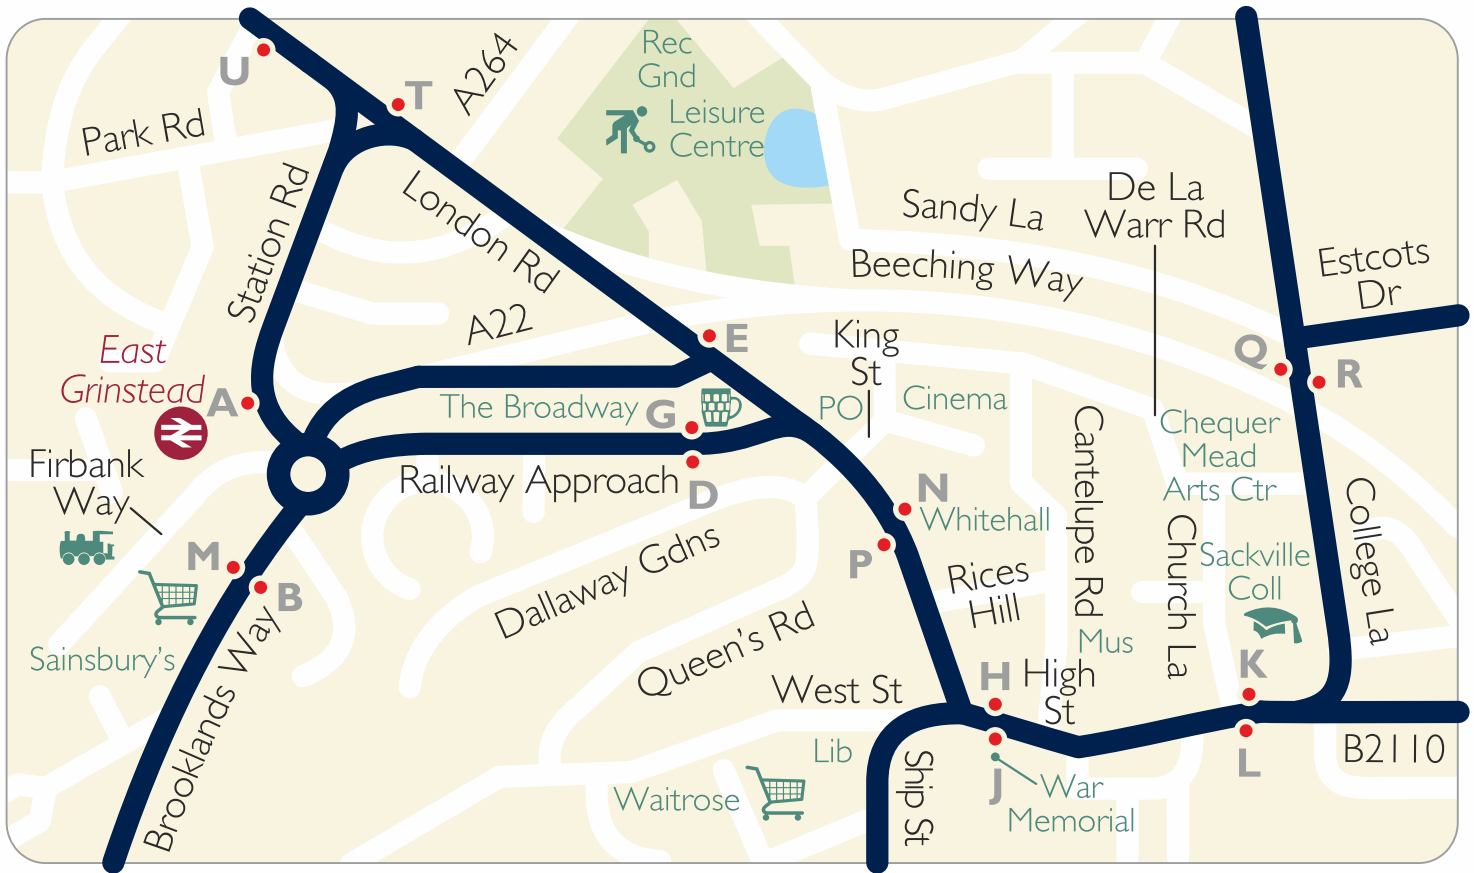 U
T
A264
Rec
Gnd
Leisure
Centre
Park Rd
Station Rd
London Rd
De La
Warr Rd
Sandy La
Beeching Way
Estcots
Dr
A22
E
King
St
Q
R
East
Grinstead
A
The Broadway
G
PO
Cinema
Chequer
Mead
Arts Ctr
Cantelupe Rd
Firbank
Way
Railway Approach
D
N
Whitehall
College La
Church La
Sackville
Coll
M
B
Dallaway Gdns
P
Rices
Hill
Mus
Sainsbury's
Brooklands Way
Queen's Rd
West St
H
High
St
K
Lib
Ship St
J
War
Memorial
L
B2110
Waitrose